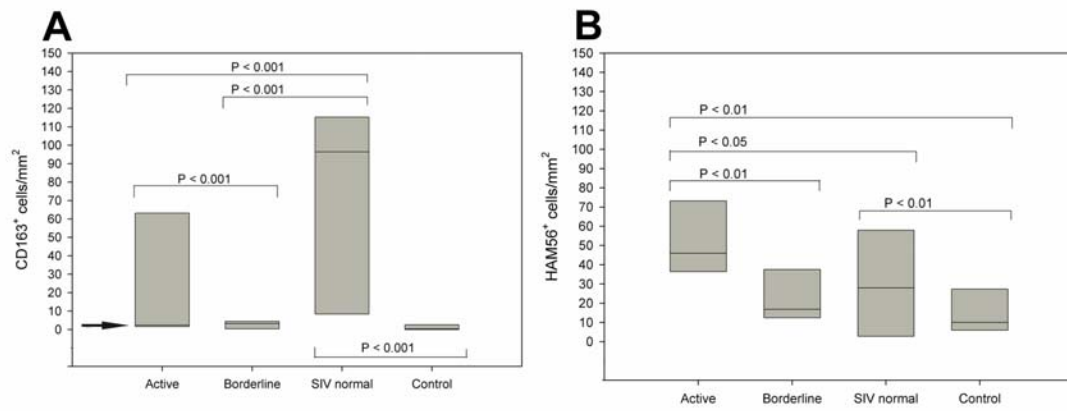 A
B
150
140
130
120
110
100
90
80
70
60
50
40
30
20
10
0
CD163+ cells/mm2
P < 0.001
P < 0.001
P < 0.001
P < 0.001
Active Borderline SIV normal Control
150
140
130
120
110
100
90
80
70
60
50
40
30
20
10
0
HAM56+ cells/mm2
P < 0.01
P < 0.05
P < 0.01
P < 0.01
Active Borderline SIV normal Control